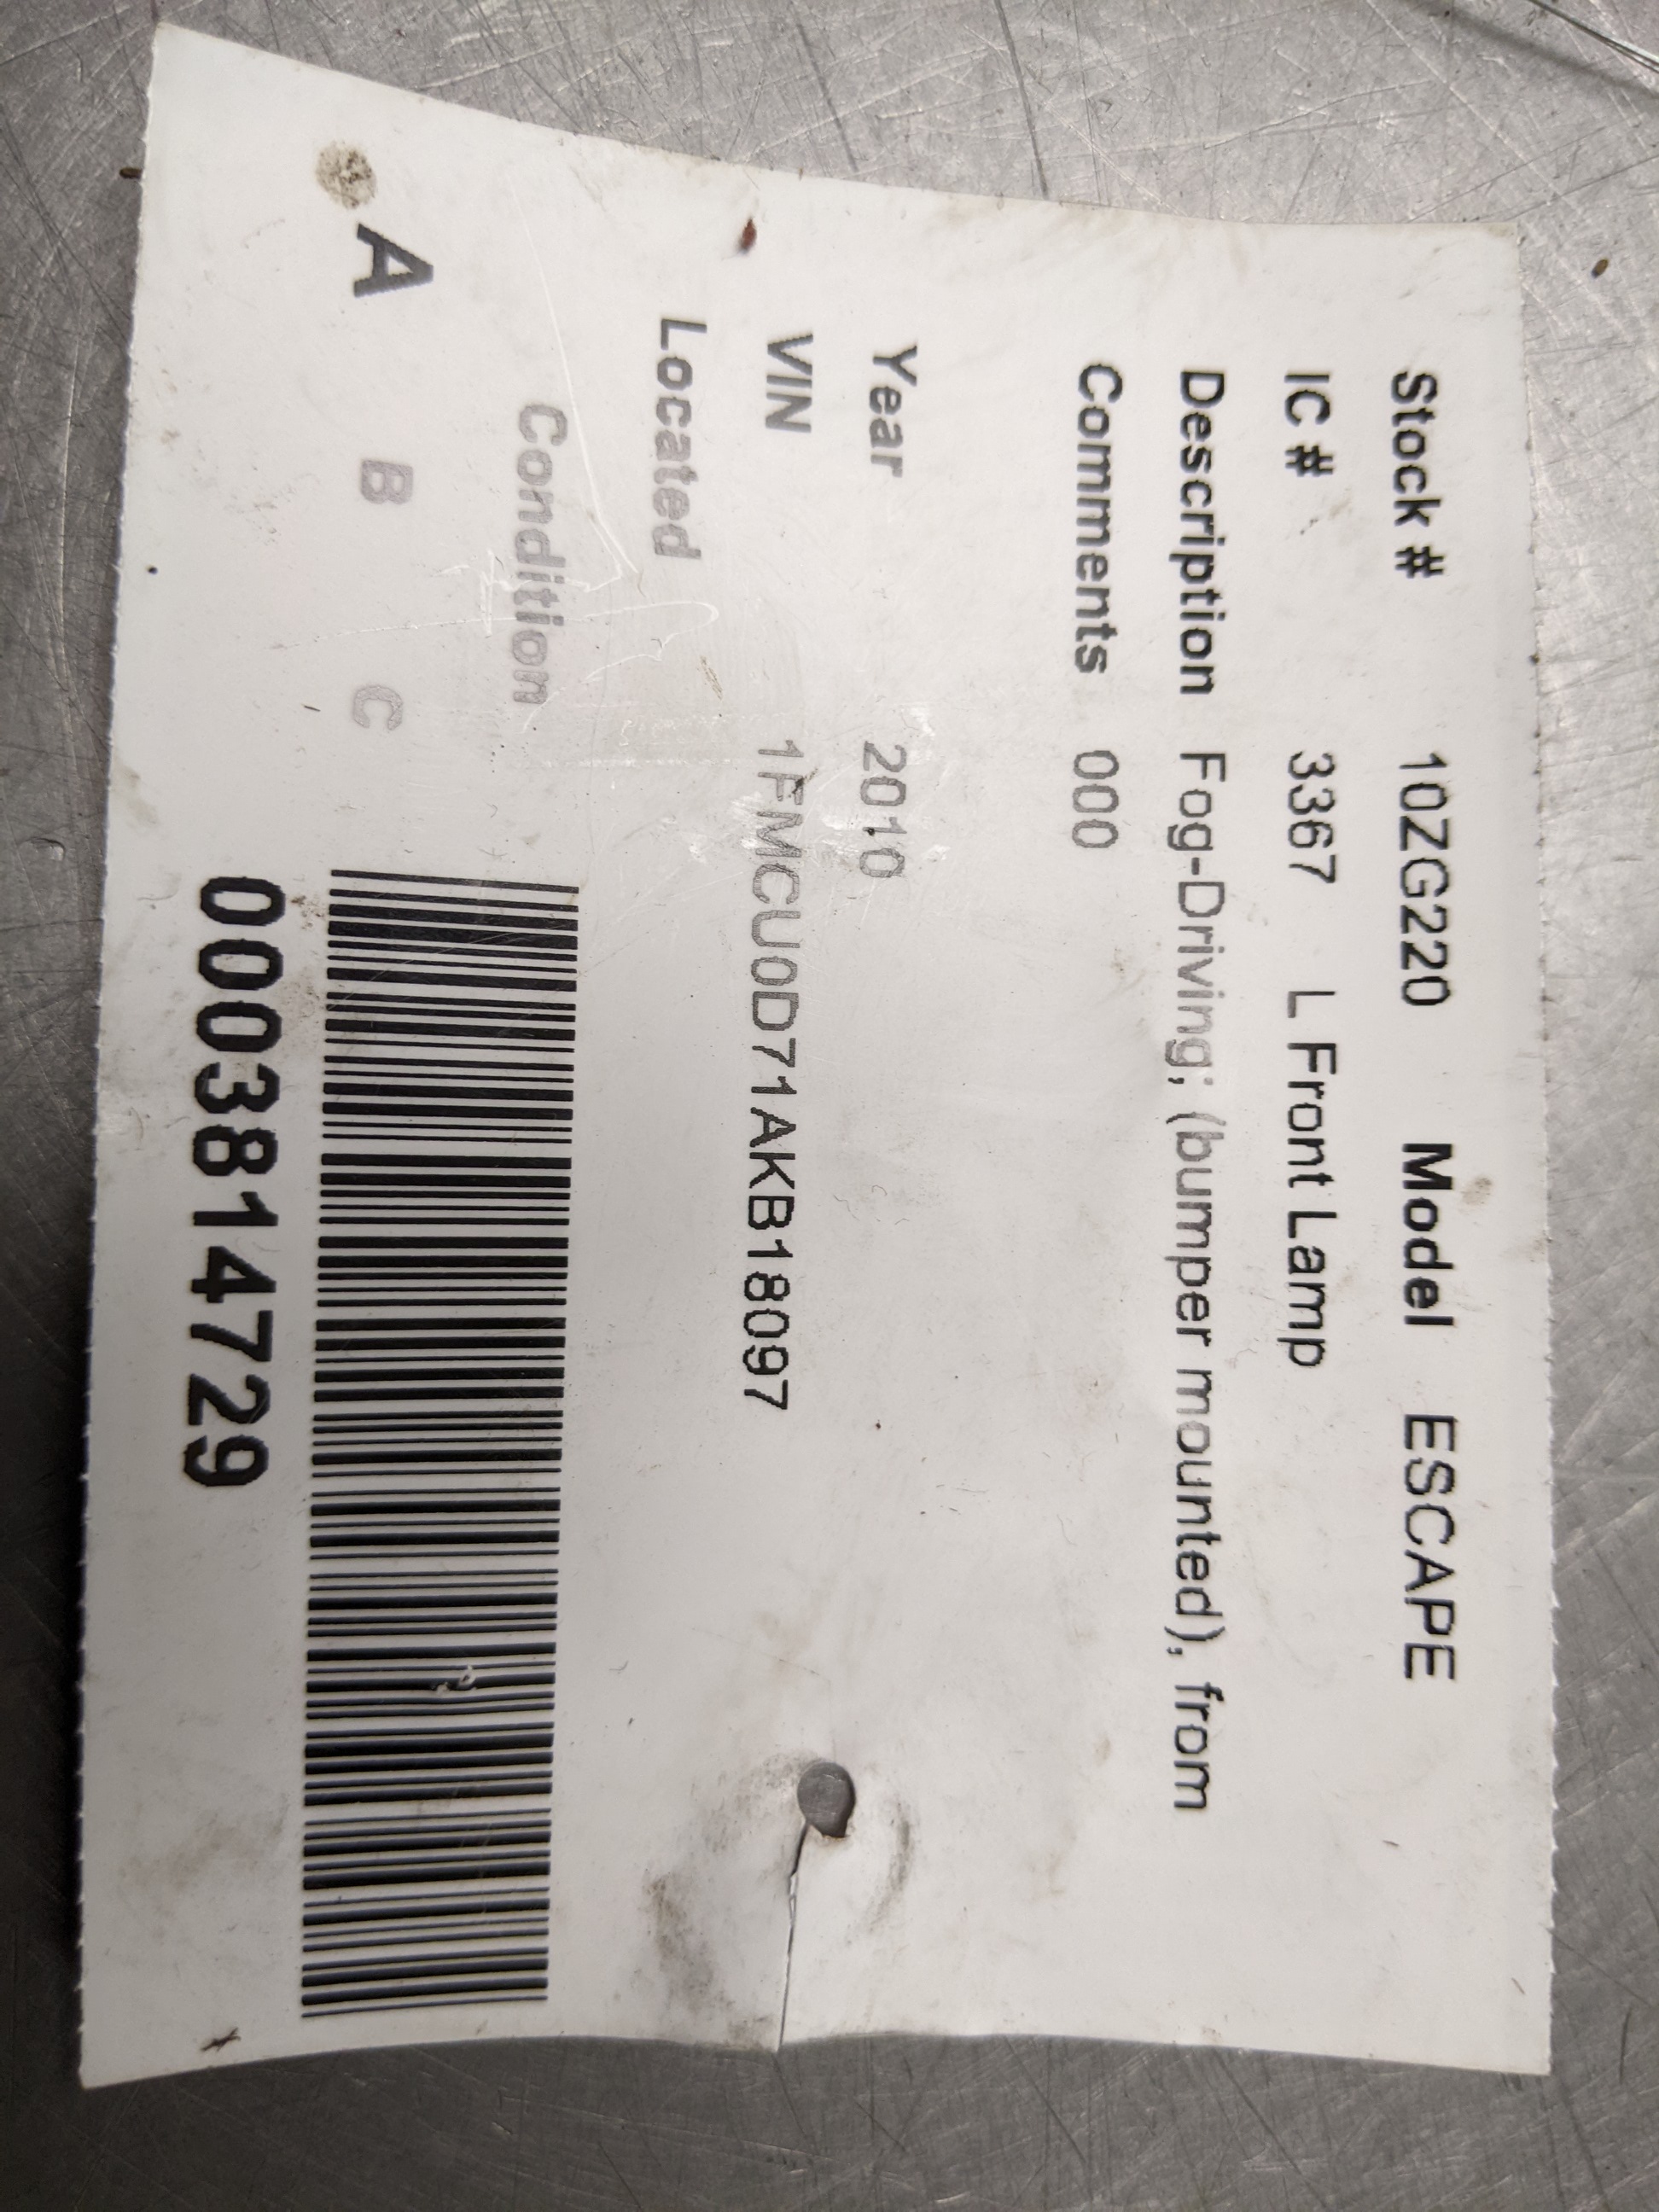 Stock # 10ZG220 Model ESCAPE
IC # 3367 L Front Lamp
Description Fog-Driving; (bumper mounted), from
Comments 000
Year 2010
VIN 1FMCU0D71AKB18097
Located
Condition
A B C
0003814729